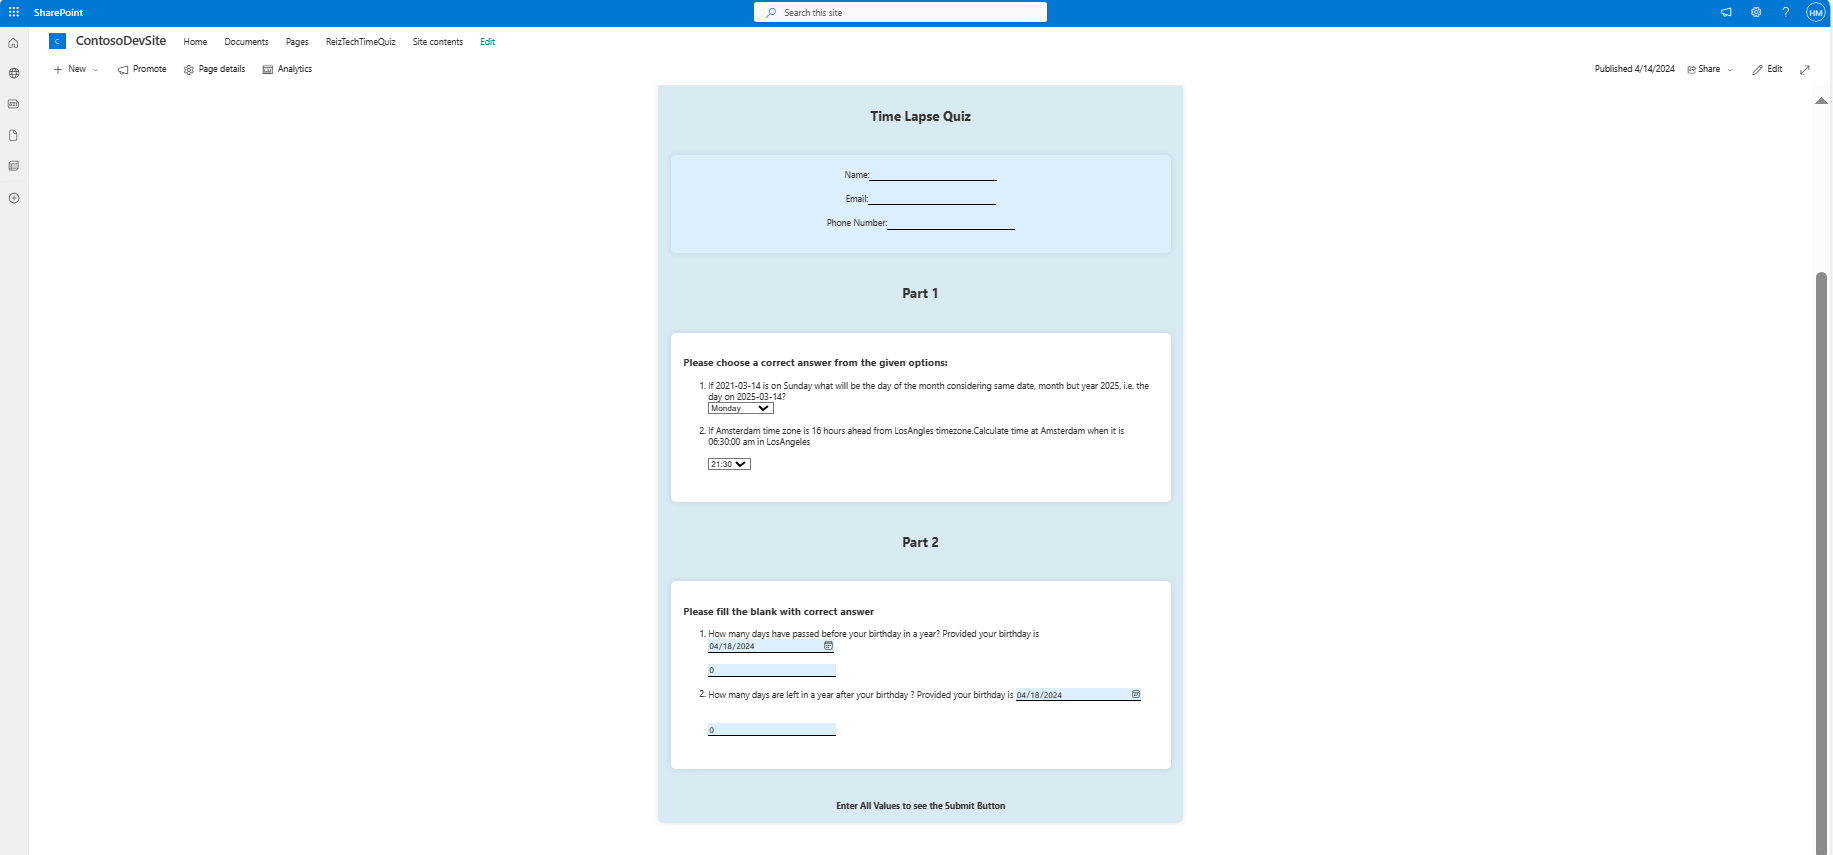 SharePoint
Search this site
HM
C
ContosoDevSite
Home
Documents
Pages
ReizTechTimeQuiz
Site contents
Edit
New
Promote
Page details
Analytics
Published 4/14/2024
Share
Edit
Time Lapse Quiz
Name:
Email:
Phone Number:
Part 1
Please choose a correct answer from the given options:
1. If 2021-03-14 is on Sunday what will be the day of the month considering same date, month but year 2025, i.e. the
day on 2025-03-14?
Monday
2. If Amsterdam time zone is 16 hours ahead from LosAngles timezone.Calculate time at Amsterdam when it is
06:30:00 am in LosAngeles
21:30
Part 2
Please fill the blank with correct answer
1. How many days have passed before your birthday in a year? Provided your birthday is
04/18/2024
0
2. How many days are left in a year after your birthday ? Provided your birthday is 04/18/2024
0
Enter All Values to see the Submit Button